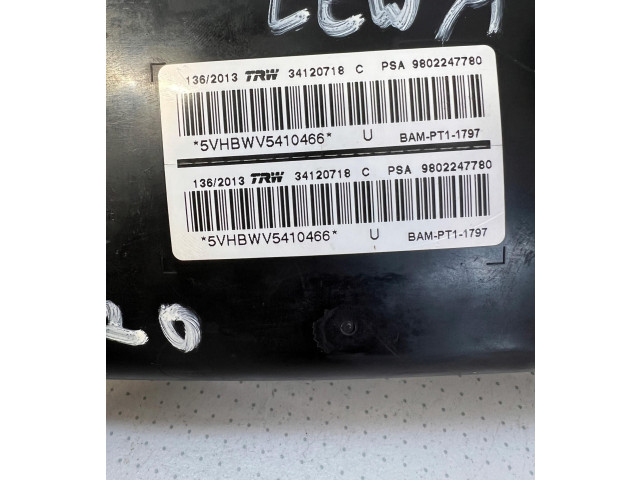 LEWA
136/2013 TRW 34120718 C PSA 9802247780
*5VHBWV5410466* U BAM-PT1-1797
136/2013 TRW 34120718 C PSA 9802247780
*5VHBWV5410466* U BAM-PT1-1797